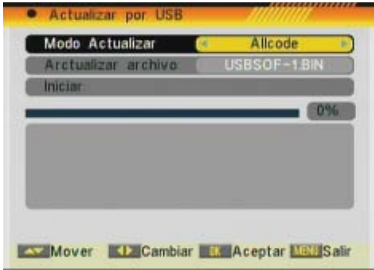 Actualizar por USB
Modo Actualizar Allcode
Arctualizar archivo USBSOF~1.BIN
Iniciar
0%
Mover Cambiar OK Aceptar MENU Salir